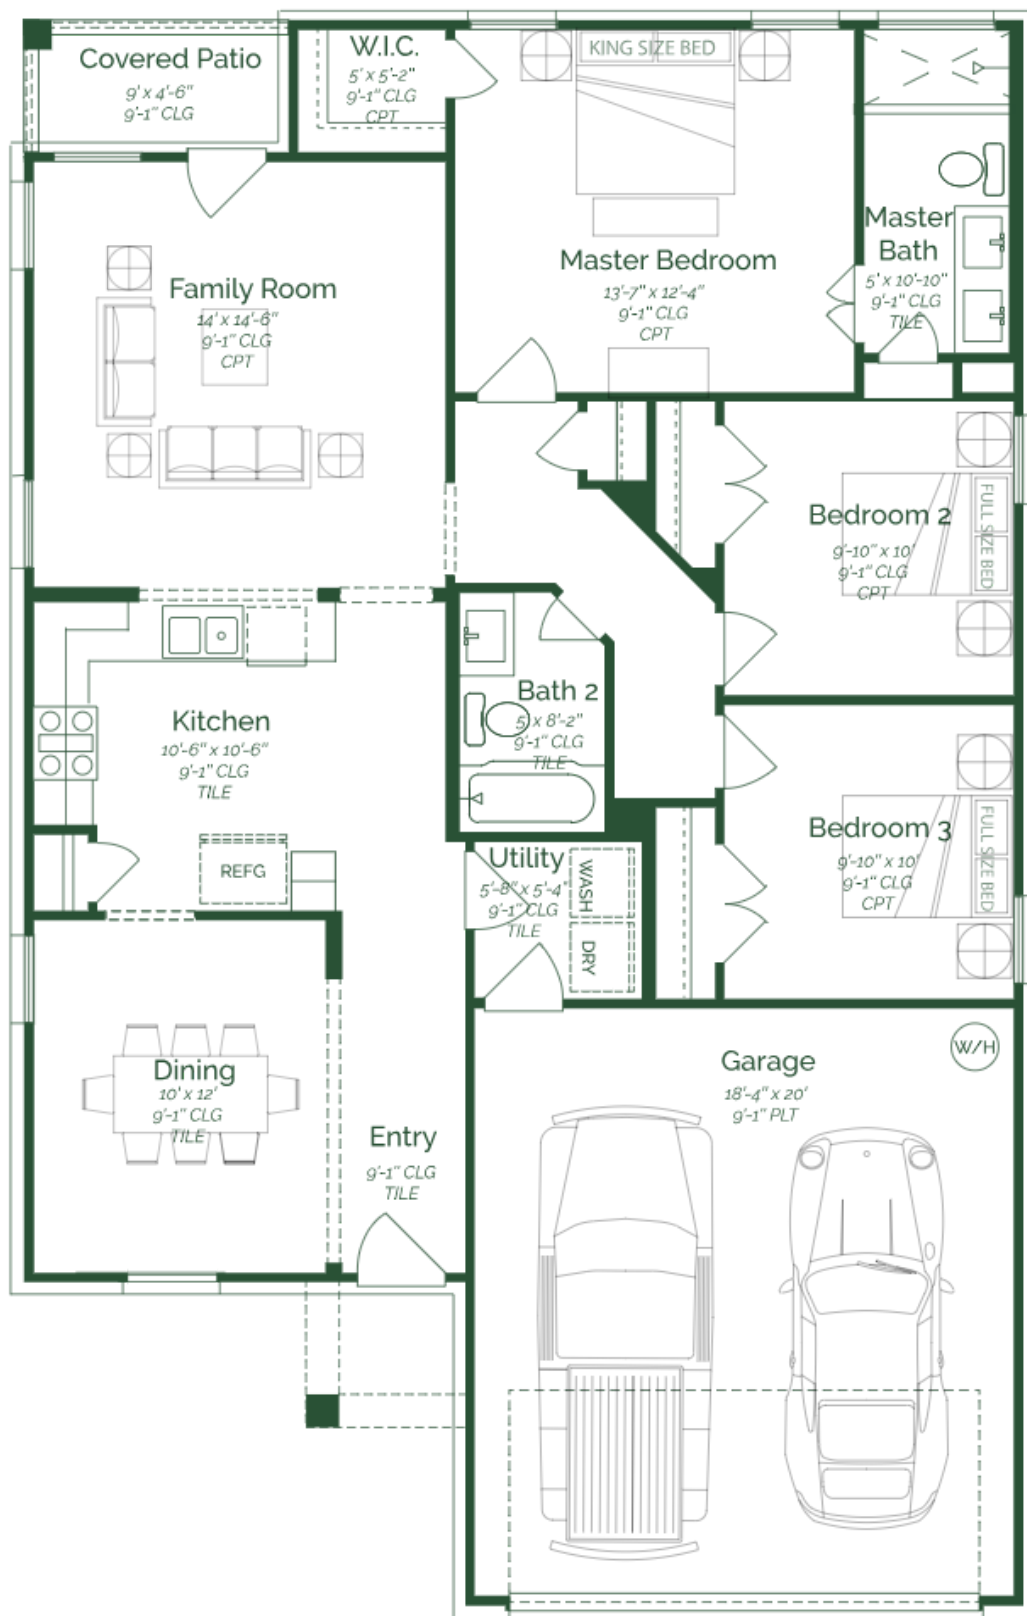 Covered Patio
9' x 4'-6"
9'-1" CLG
W.I.C.
5' x 5'-2"
9'-1" CLG
CPT
KING SIZE BED
Master Bedroom
13'-7" x 12'-4"
9'-1" CLG
CPT
Master
Bath
5' x 10'-10"
9'-1" CLG
TILE
Family Room
14' x 14'-6"
9'-1" CLG
CPT
Bedroom 2
9'-10" x 10'
9'-1" CLG
CPT
FULL SIZE BED
Kitchen
10'-6" x 10'-6"
9'-1" CLG
TILE
REFG
Bath 2
5' x 8'-2"
9'-1" CLG
TILE
Bedroom 3
9'-10" x 10'
9'-1" CLG
CPT
FULL SIZE BED
Utility
5'-8" x 5'-4"
9'-1" CLG
TILE
WASH
DRY
Dining
10' x 12'
9'-1" CLG
TILE
Entry
9'-1" CLG
TILE
Garage
18'-4" x 20'
9'-1" PLT
W/H